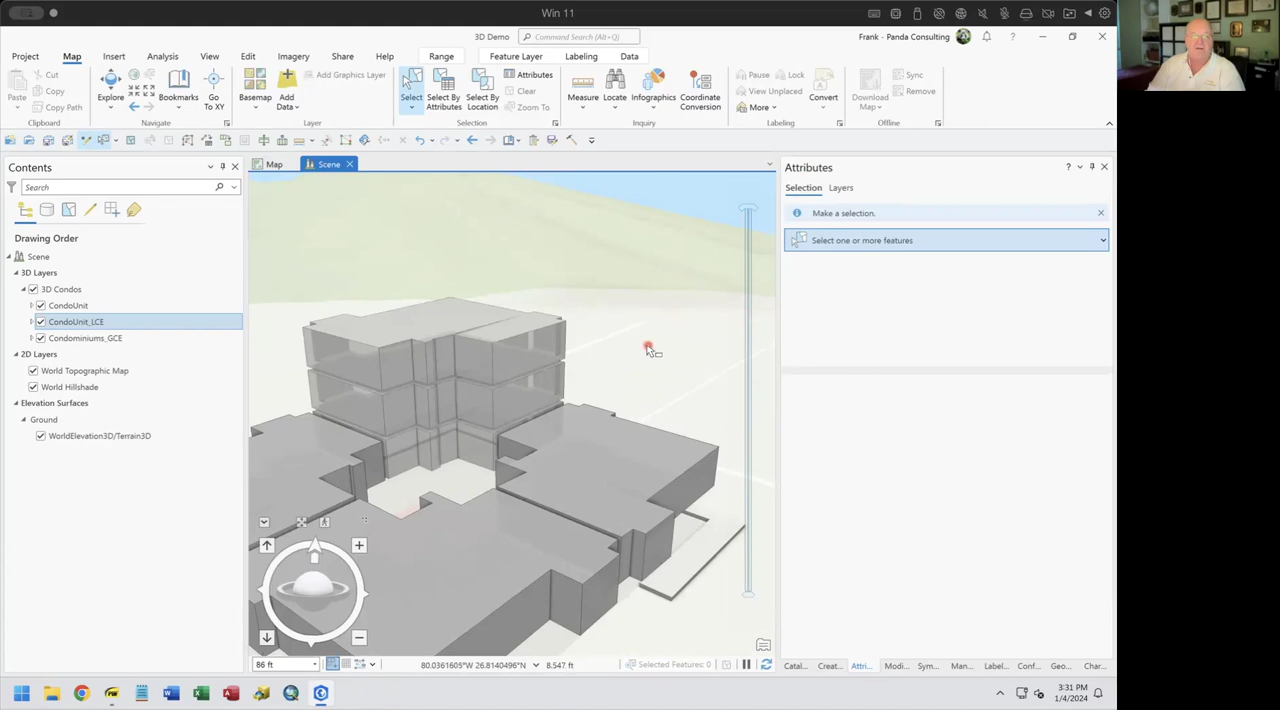 Win 11
3D Demo
Command Search (Alt+Q)
Frank - Panda Consulting
?
Project
Map
Insert
Analysis
View
Edit
Imagery
Share
Help
Range
Feature Layer
Labeling
Data
Paste
Cut
Copy
Copy Path
Clipboard
Explore
Bookmarks
Go
To XY
Navigate
Basemap
Add
Data
Add Graphics Layer
Layer
Select
Select By
Attributes
Select By
Location
Attributes
Clear
Zoom To
Selection
Measure
Locate
Infographics
Coordinate
Conversion
Inquiry
Pause
Lock
View Unplaced
More
Convert
Labeling
Download
Map
Sync
Remove
Offline
Contents
Search
Drawing Order
Scene
3D Layers
3D Condos
CondoUnit
CondoUnit_LCE
Condominiums_GCE
2D Layers
World Topographic Map
World Hillshade
Elevation Surfaces
Ground
WorldElevation3D/Terrain3D
Map
Scene
86 ft
80.0361605°W 26.8140496°N
8.547 ft
Selected Features: 0
Attributes
?
Selection
Layers
Make a selection.
Select one or more features
Catal...
Creat...
Attri...
Modi...
Sym...
Man...
Label...
Conf...
Geo...
Char...
3:31 PM
1/4/2024